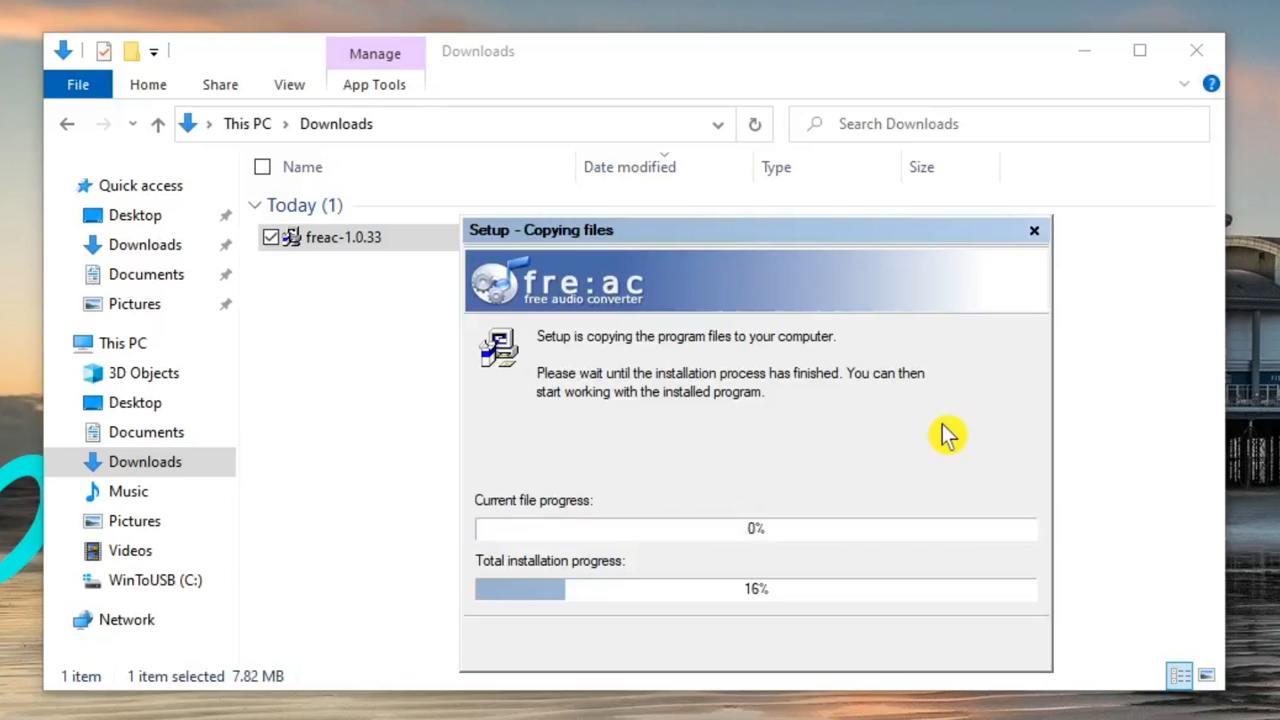 Manage
Downloads
File
Home
Share
View
App Tools
This PC
Downloads
Search Downloads
Name
Date modified
Type
Size
Quick access
Desktop
Downloads
Documents
Pictures
This PC
3D Objects
Desktop
Documents
Downloads
Music
Pictures
Videos
WinToUSB (C:)
Network
Today (1)
freac-1.0.33
Setup - Copying files
fre:ac
free audio converter
Setup is copying the program files to your computer.
Please wait until the installation process has finished. You can then
start working with the installed program.
Current file progress:
0%
Total installation progress:
16%
1 item
1 item selected
7.82 MB